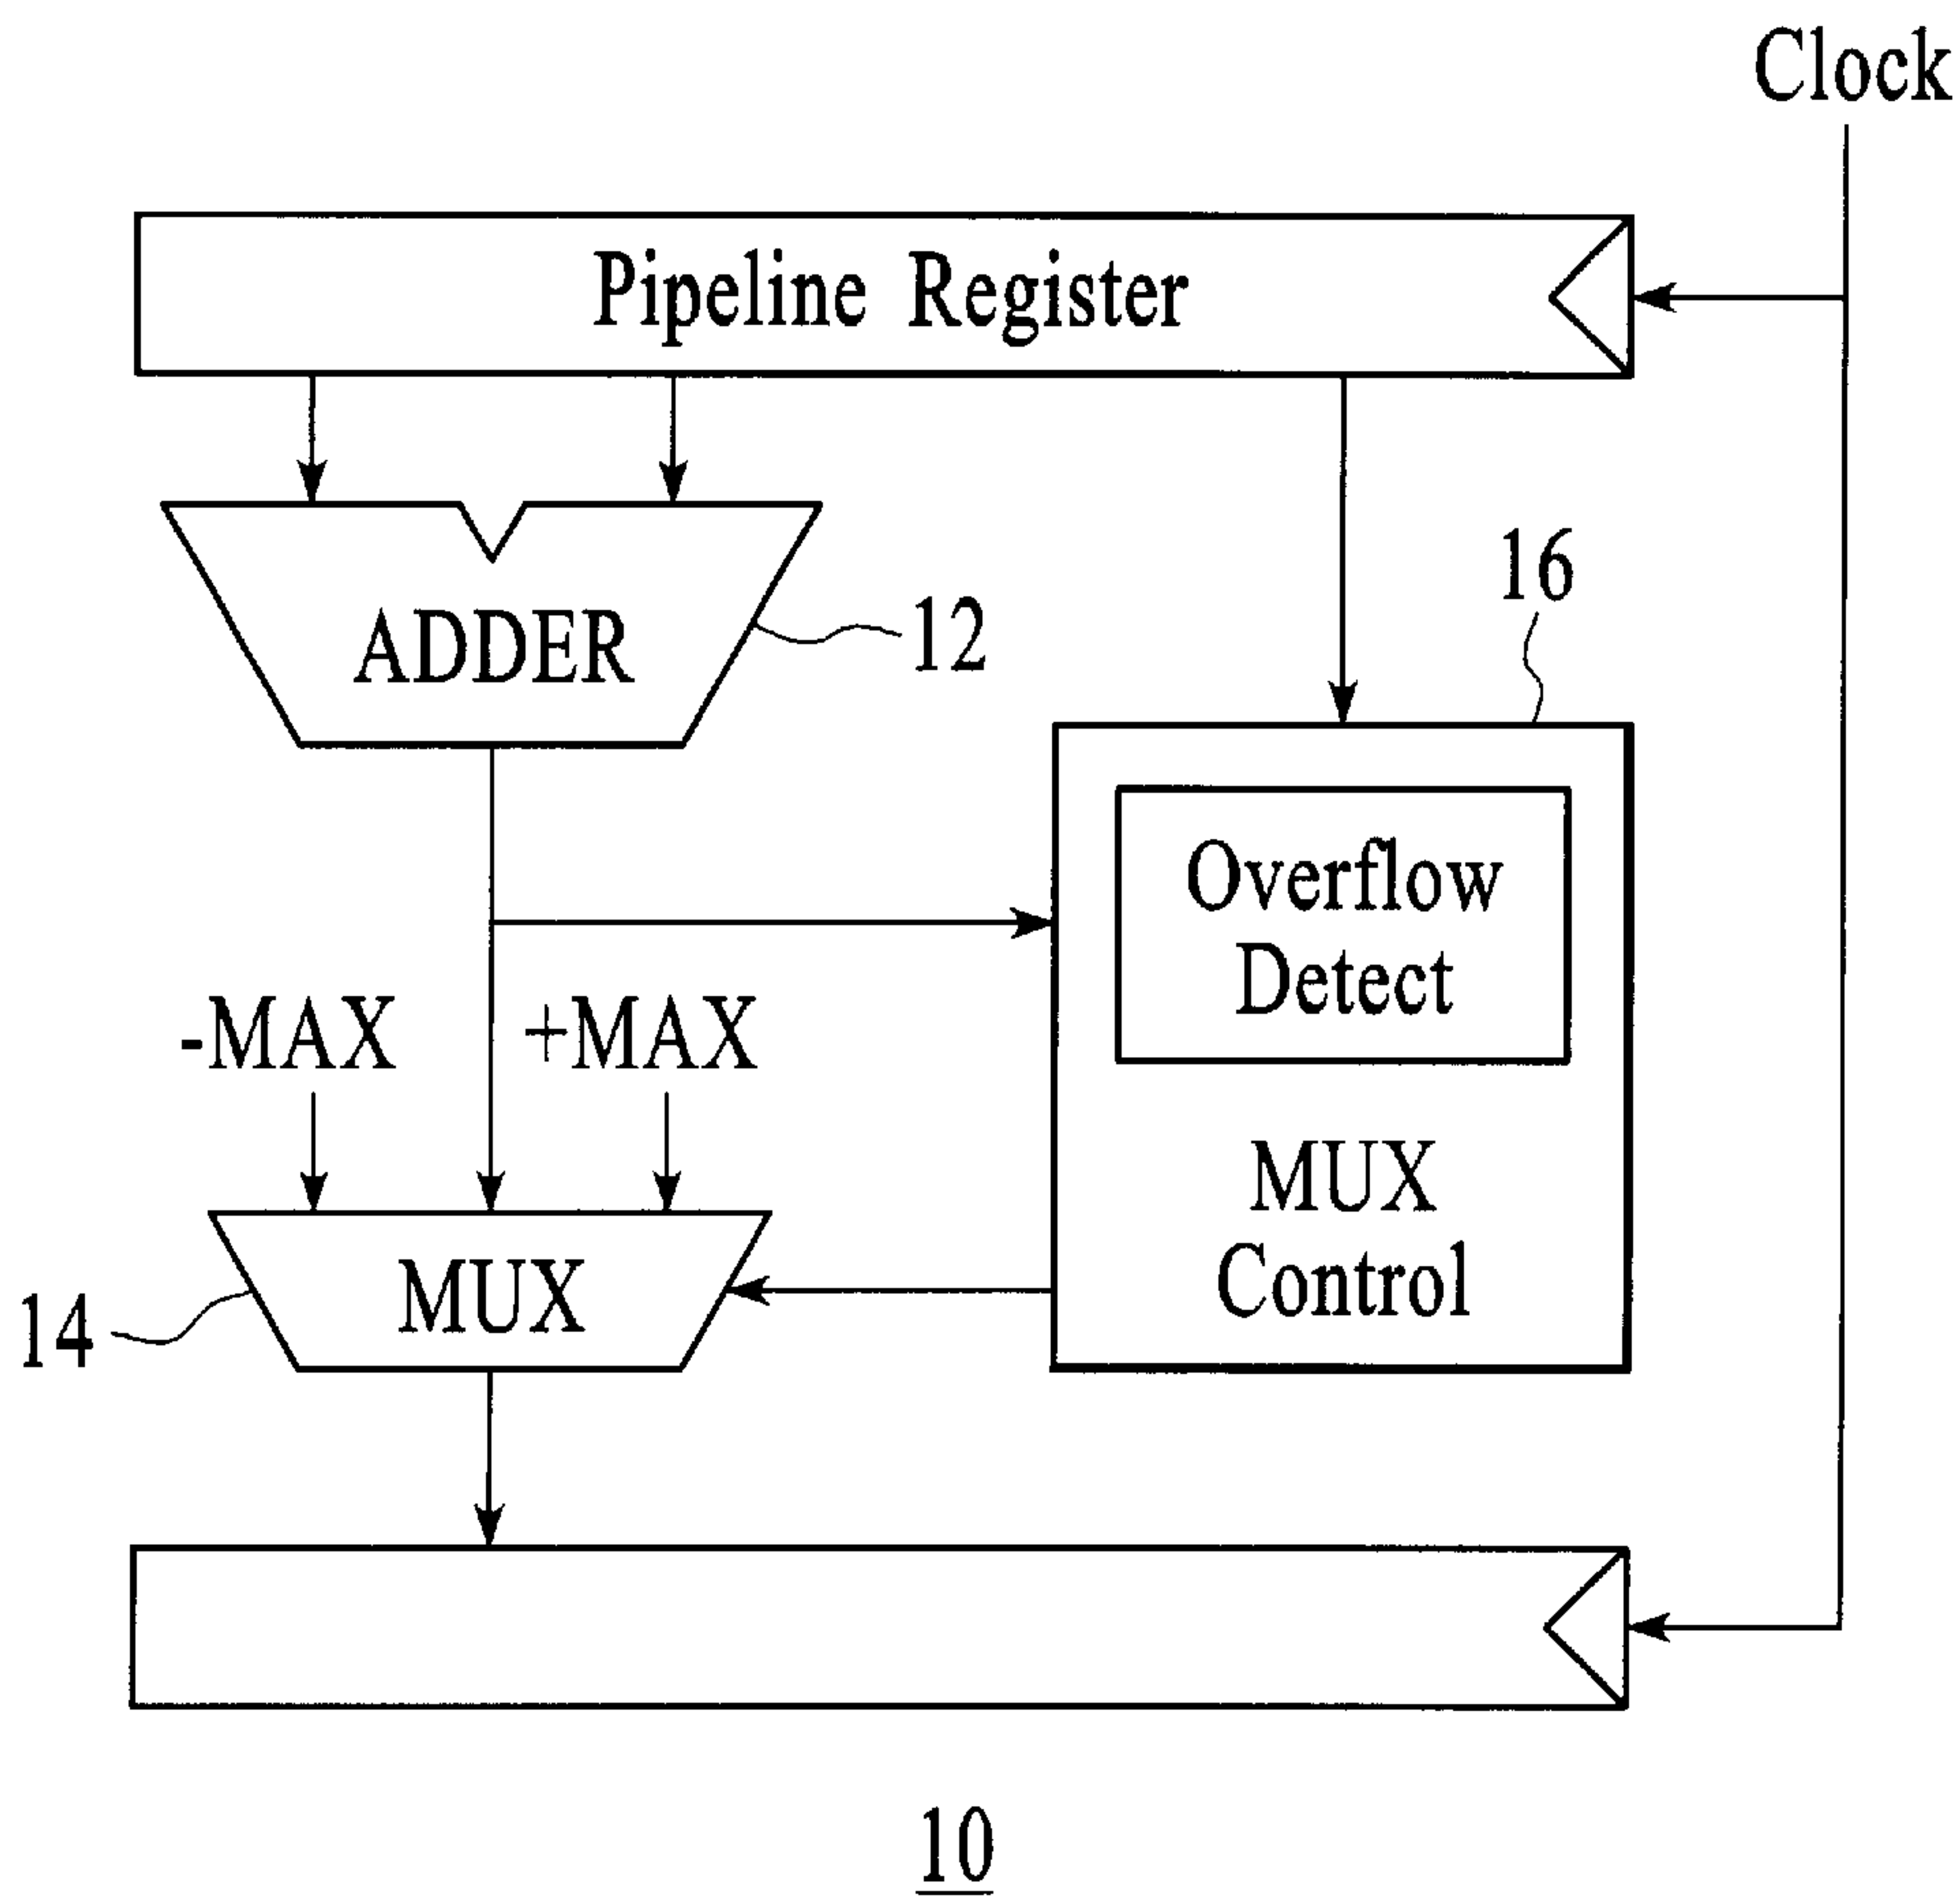 Clock
Pipeline Register
16
ADDER
12
Overflow
Detect
-MAX
+MAX
MUX
Control
MUX
14
10